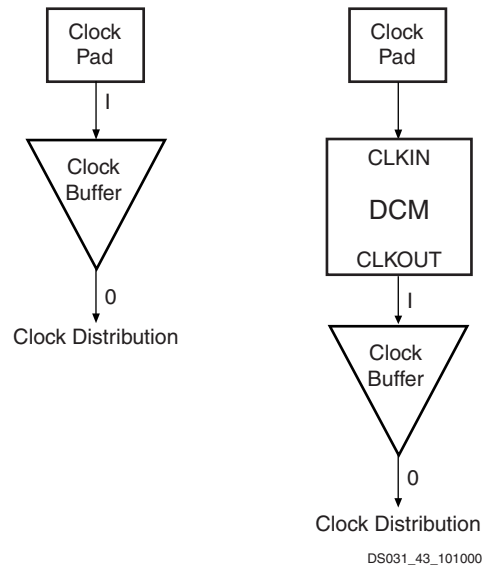 Clock
Pad
I
Clock
Buffer
0
Clock Distribution
Clock
Pad
CLKIN
DCM
CLKOUT
I
Clock
Buffer
0
Clock Distribution
DS031_43_101000